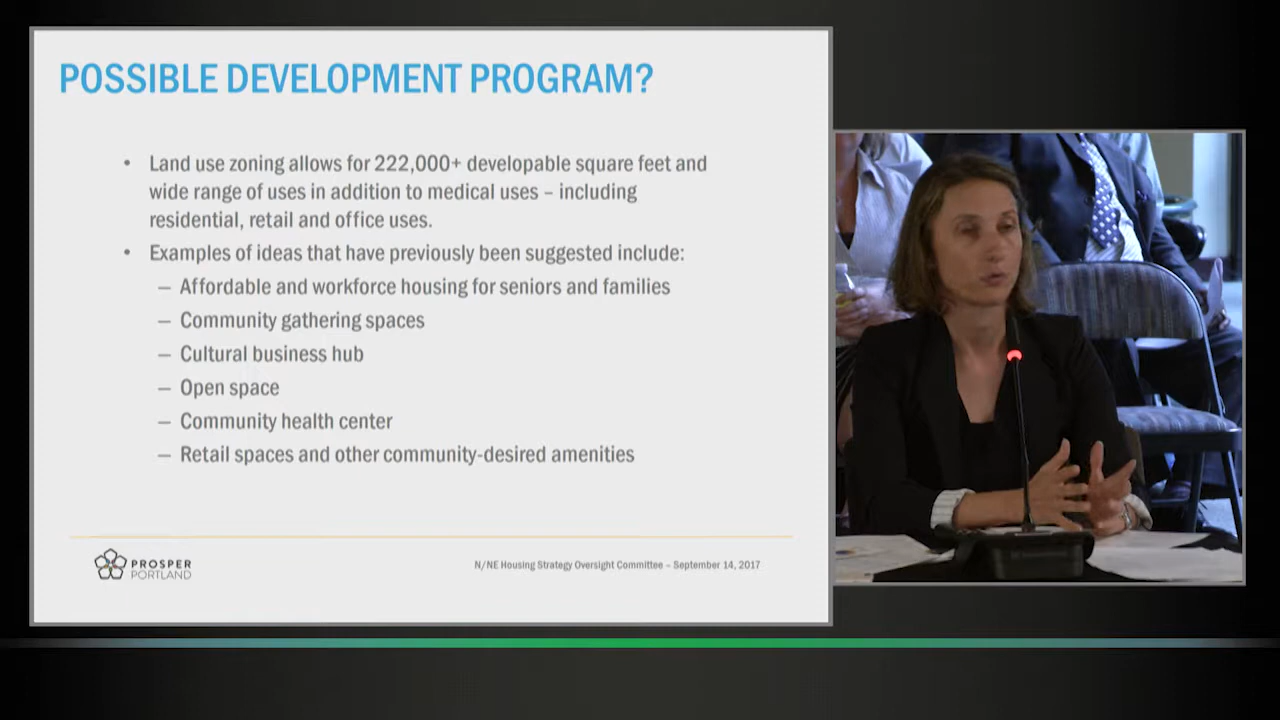 POSSIBLE DEVELOPMENT PROGRAM?
• Land use zoning allows for 222,000+ developable square feet and
wide range of uses in addition to medical uses – including
residential, retail and office uses.
• Examples of ideas that have previously been suggested include:
– Affordable and workforce housing for seniors and families
– Community gathering spaces
– Cultural business hub
– Open space
– Community health center
– Retail spaces and other community-desired amenities
PROSPER
PORTLAND
N/NE Housing Strategy Oversight Committee – September 14, 2017